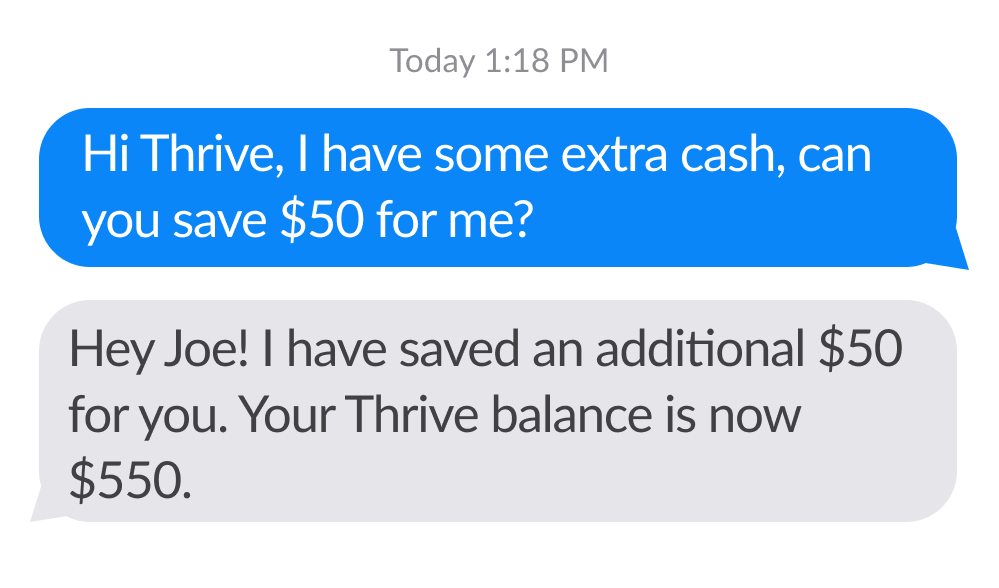 Today 1:18 PM
Hi Thrive, I have some extra cash, can
you save $50 for me?
Hey Joe! I have saved an additional $50
for you. Your Thrive balance is now
$550.